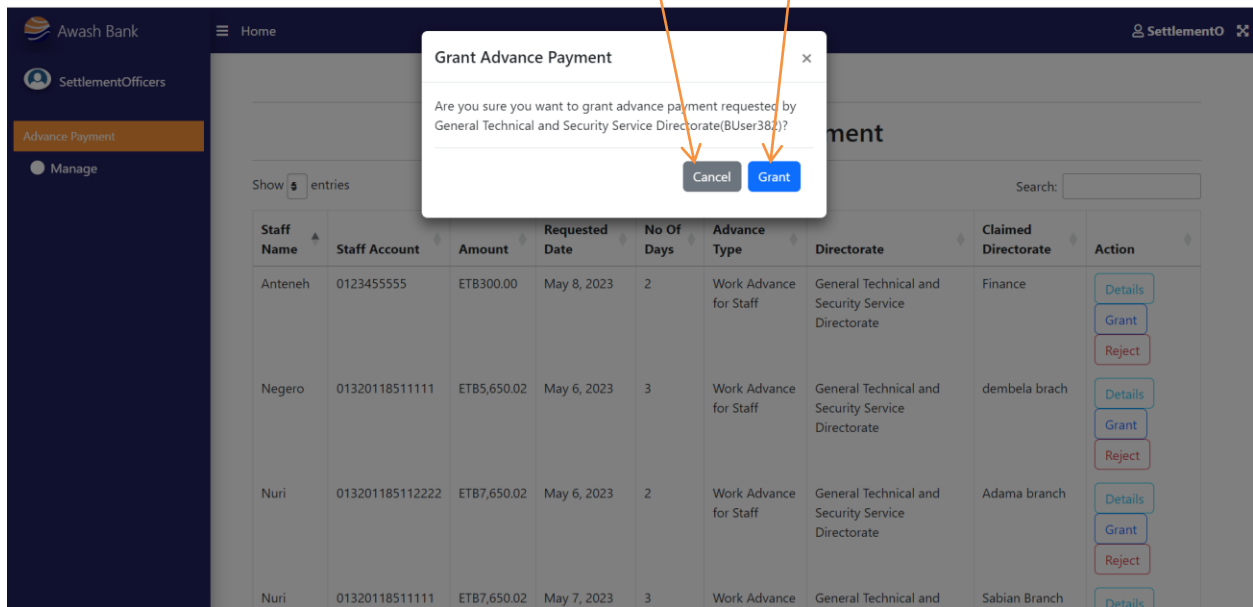 Awash Bank
Home
SettlementO
SettlementOfficers
Advance Payment
Manage
Grant Advance Payment
×
Are you sure you want to grant advance payment requested by
General Technical and Security Service Directorate(BUser382)?
Cancel Grant
ment
Show 5 entries
Search:
Staff Name Staff Account Amount Requested Date No Of Days Advance Type Directorate Claimed Directorate Action
Anteneh 0123455555 ETB300.00 May 8, 2023 2 Work Advance General Technical and Finance Details
for Staff Security Service Grant
Directorate Reject
Negero 01320118511111 ETB5,650.02 May 6, 2023 3 Work Advance General Technical and dembela brach Details
for Staff Security Service Grant
Directorate Reject
Nuri 013201185112222 ETB7,650.02 May 6, 2023 2 Work Advance General Technical and Adama branch Details
for Staff Security Service Grant
Directorate Reject
Nuri 01320118511111 ETB7,650.02 May 7, 2023 3 Work Advance General Technical and Sabian Branch Details